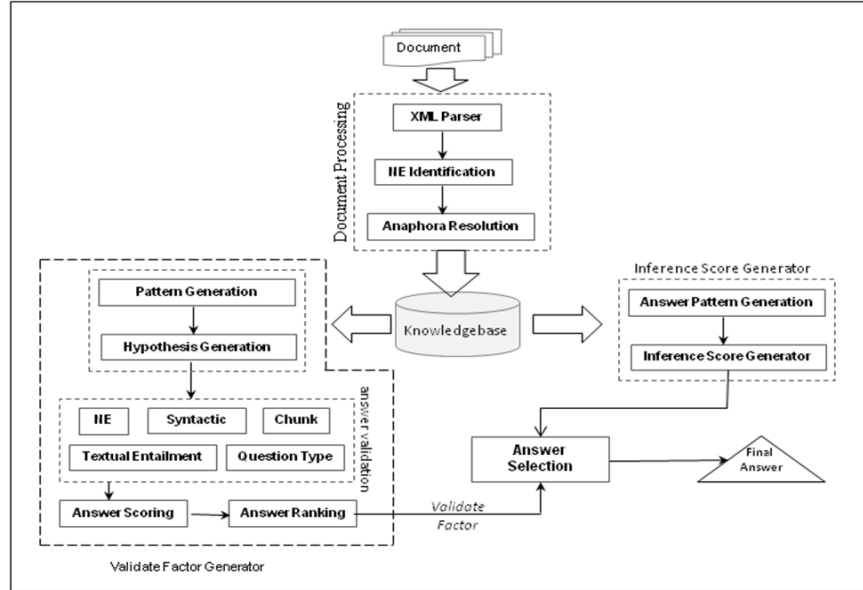 Document
Document Processing
XML Parser
NE Identification
Anaphora Resolution
Knowledgebase
Pattern Generation
Hypothesis Generation
answer validation
NE
Syntactic
Chunk
Textual Entailment
Question Type
Answer Scoring
Answer Ranking
Validate Factor Generator
Validate
Factor
Inference Score Generator
Answer Pattern Generation
Inference Score Generator
Answer
Selection
Final
Answer